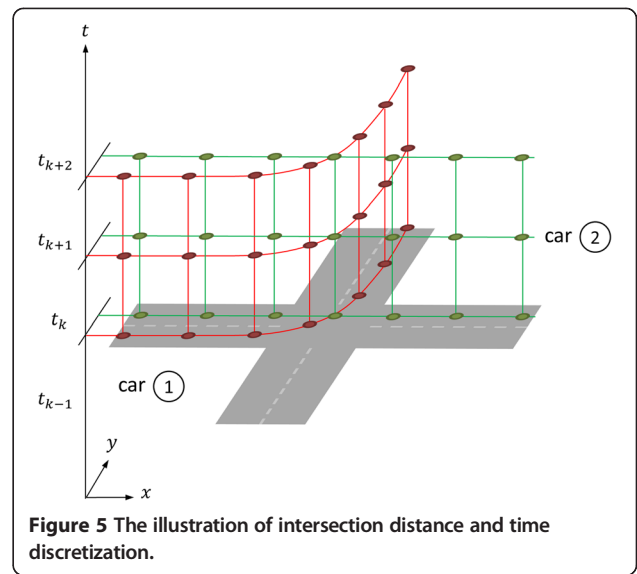 t
t_{k+2}
t_{k+1}
car ②
t_k
car ①
t_{k-1}
y
x
Figure 5 The illustration of intersection distance and time
discretization.